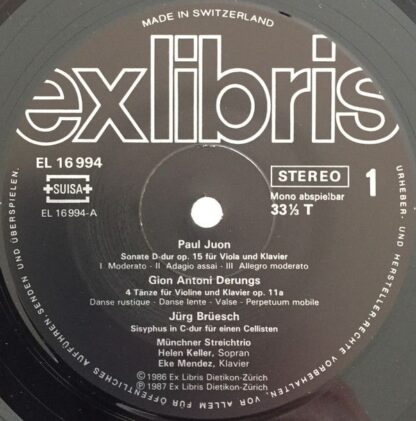 MADE IN SWITZERLAND
exlibris
EL 16 994
SUISA
EL 16 994-A
STEREO
Mono abspielbar
33⅓ T
1
Paul Juon
Sonate D-dur op. 15 für Viola und Klavier
I Moderato - II Adagio assai - III Allegro moderato
Gion Antoni Derungs
4 Tänze für Violine und Klavier op. 11a
Danse rustique - Danse lente - Valse - Perpetuum mobile
Jürg Brüesch
Sisyphus in C-dur für einen Cellisten
Münchner Streichtrio
Helen Keller, Sopran
Eke Mendez, Klavier
© 1986 Ex Libris Dietikon-Zürich
℗ 1987 Ex Libris Dietikon-Zürich
URHEBER- UND HERSTELLER-RECHTE VORBEHALTEN, VOR ALLEM FÜR ÖFFENTLICHES AUFFÜHREN, SENDEN UND ÜBERSPIELEN.